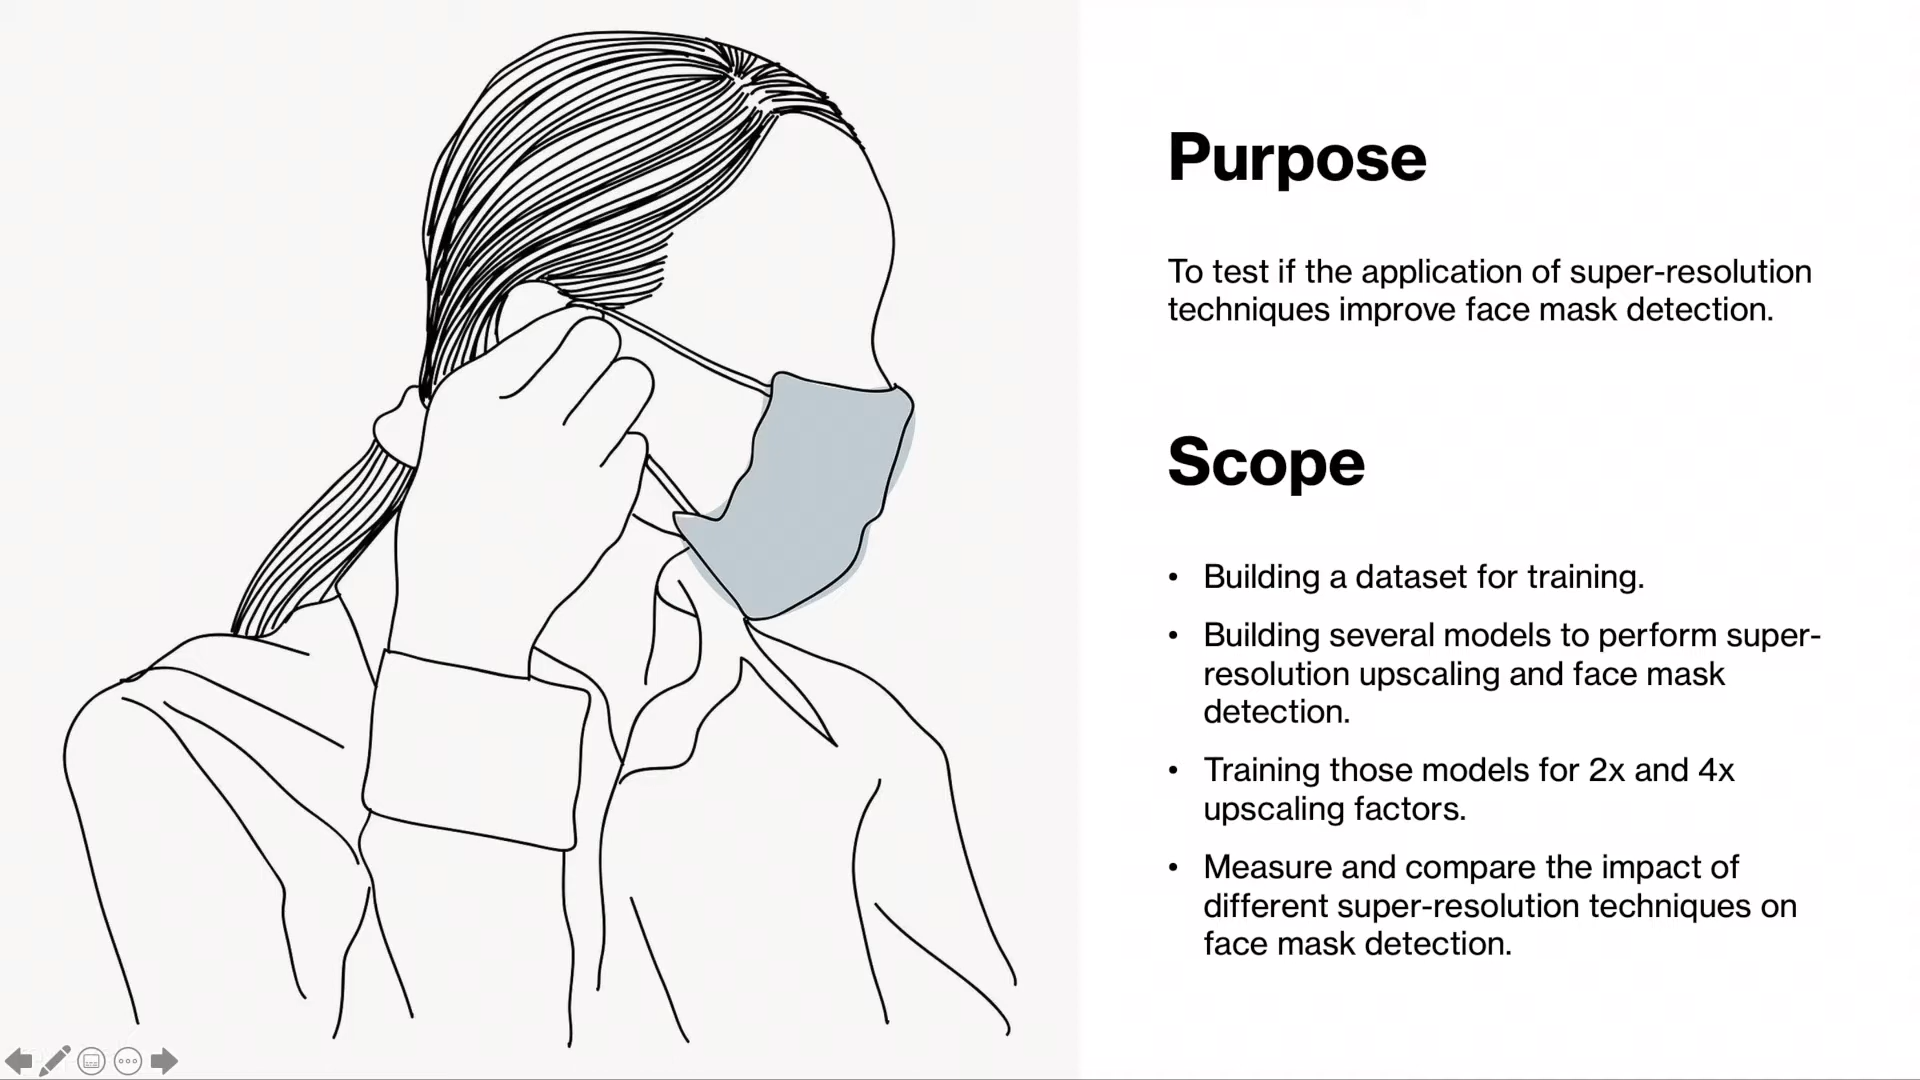 Purpose
To test if the application of super-resolution
techniques improve face mask detection.
Scope
• Building a dataset for training.
• Building several models to perform super-
resolution upscaling and face mask
detection.
• Training those models for 2x and 4x
upscaling factors.
• Measure and compare the impact of
different super-resolution techniques on
face mask detection.